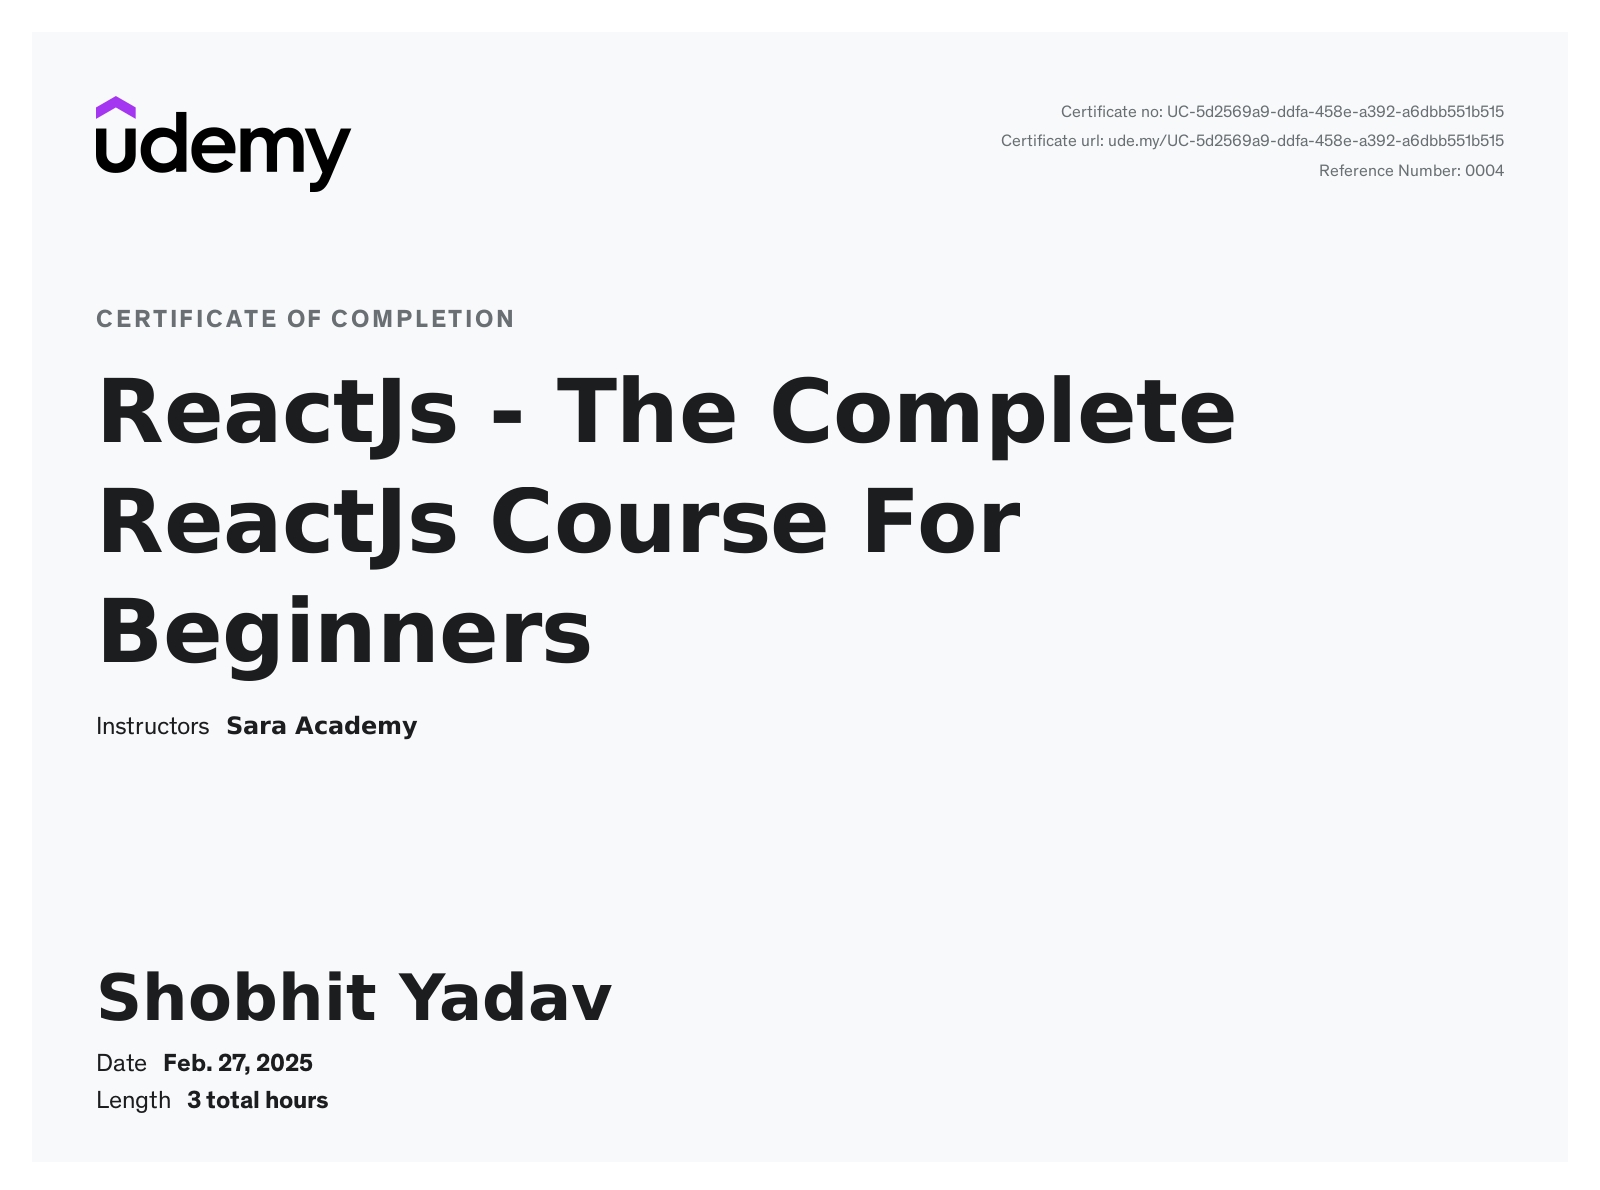 udemy
Certificate no: UC-5d2569a9-ddfa-458e-a392-a6dbb551b515
Certificate url: ude.my/UC-5d2569a9-ddfa-458e-a392-a6dbb551b515
Reference Number: 0004
CERTIFICATE OF COMPLETION
ReactJs - The Complete
ReactJs Course For
Beginners
Instructors Sara Academy
Shobhit Yadav
Date Feb. 27, 2025
Length 3 total hours